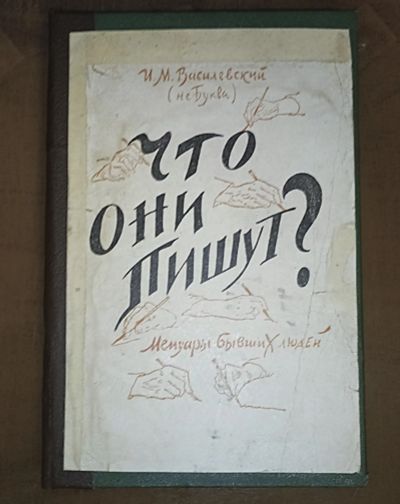 И.М. Василевский
(не Буква)
ЧТО
ОНИ
ПИШУТ?
Мемуары бывших людей